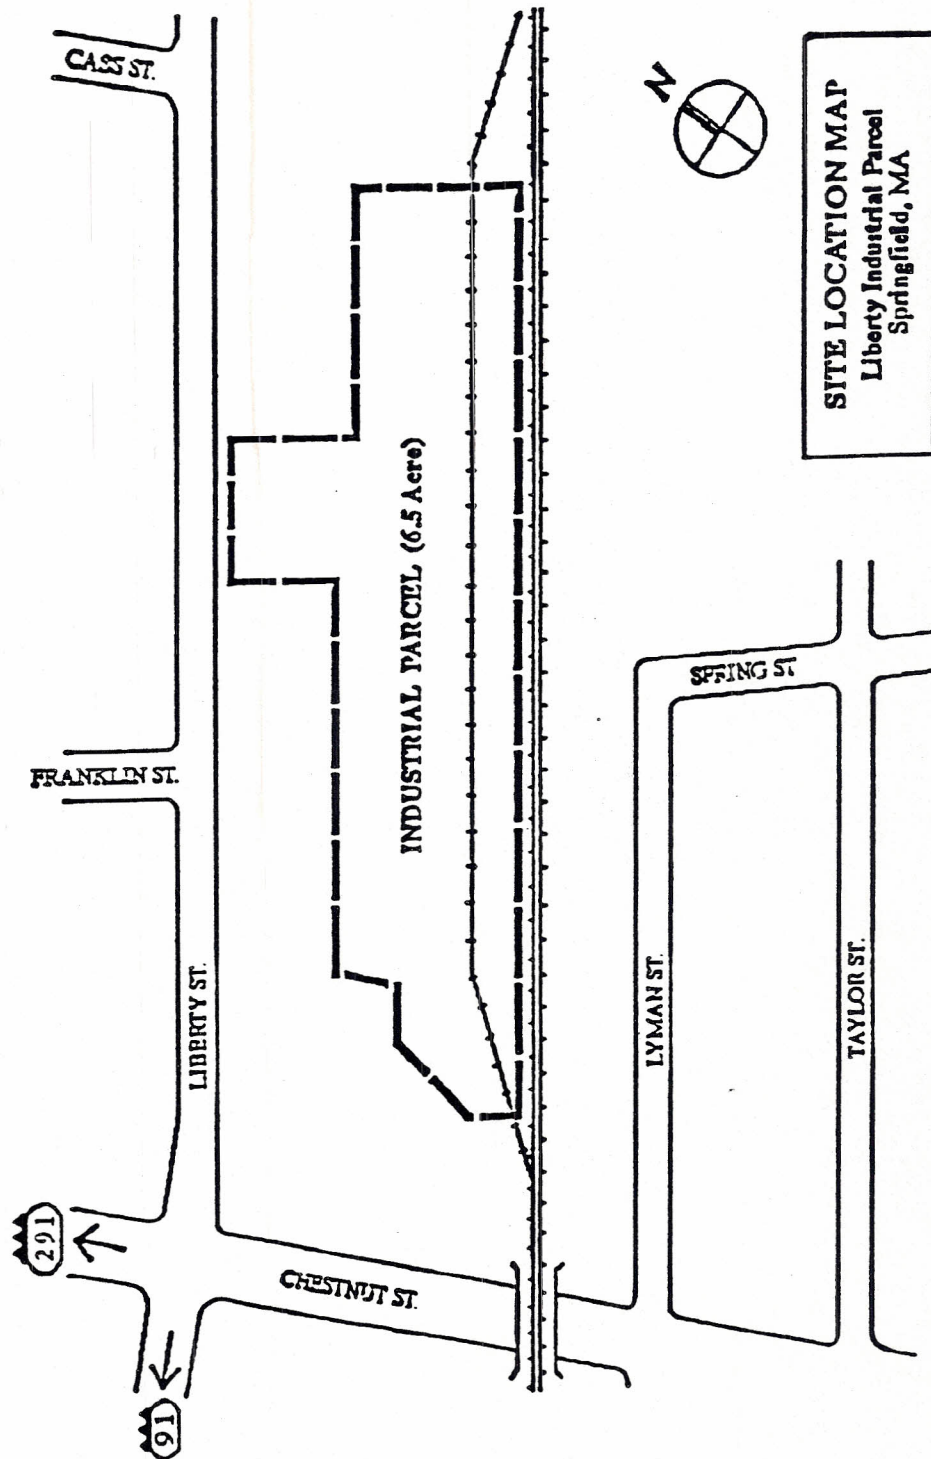 CASS ST.
FRANKLIN ST.
LIBERTY ST.
291
91
CHESTNUT ST.
INDUSTRIAL PARCEL (6.5 Acre)
LYMAN ST.
SPRING ST
TAYLOR ST.
N
SITE LOCATION MAP
Liberty Industrial Parcel
Springfield, MA